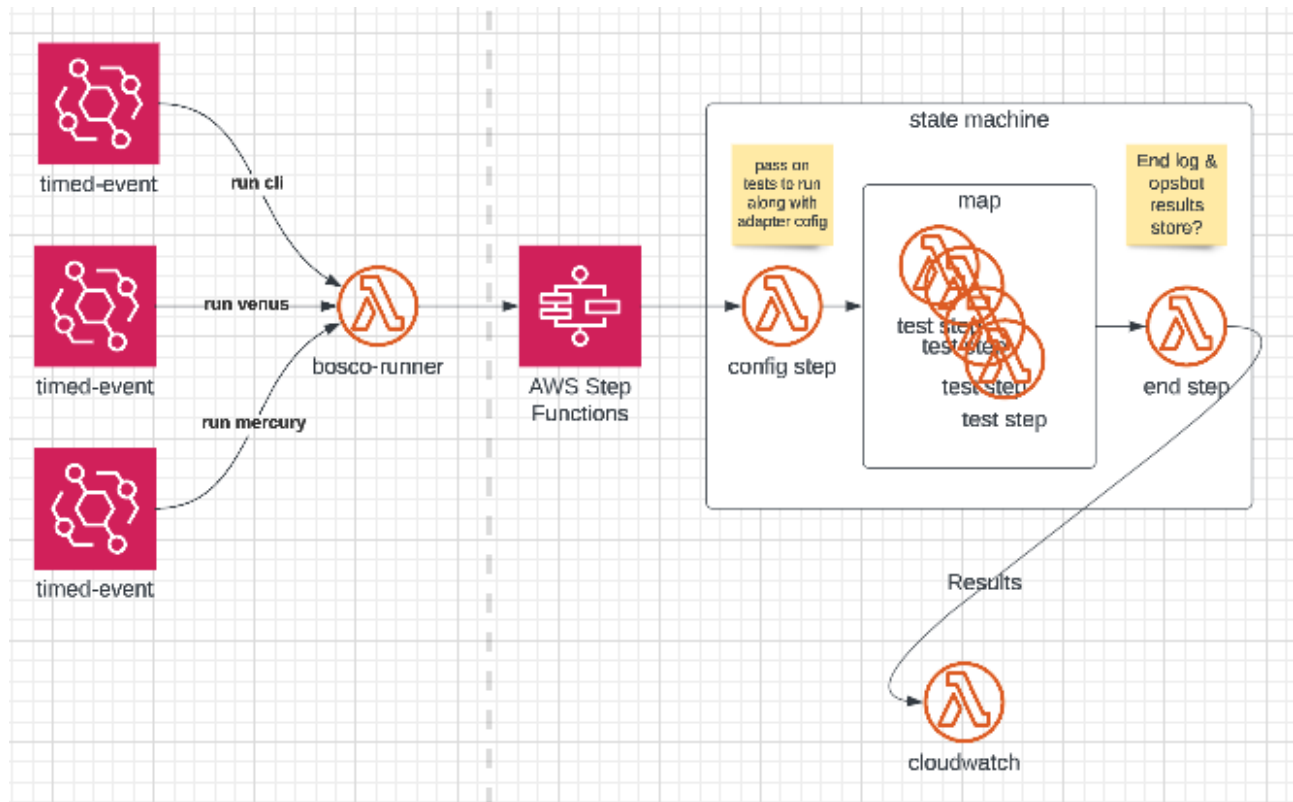 timed-event
run cli
timed-event
run venus
timed-event
run mercury
bosco-runner
AWS Step
Functions
state machine
pass on
tests to run
along with
adapter cofig
config step
map
test step
test step
test step
test step
End log &
opsbot
results
store?
end step
Results
cloudwatch